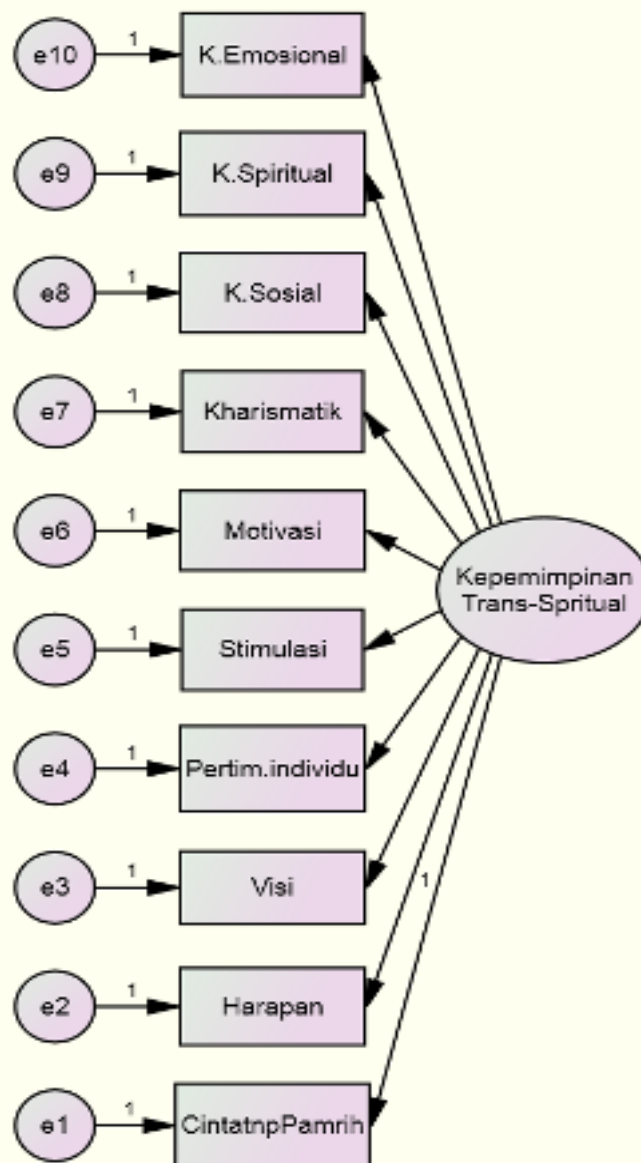 e10
1
K.Emosional
e9
1
K.Spiritual
e8
1
K.Sosial
e7
1
Kharismatik
e6
1
Motivasi
e5
1
Stimulasi
Kepemimpinan
Trans-Spritual
e4
1
Pertim.individu
e3
1
Visi
1
e2
1
Harapan
e1
1
CintatnpPamrih